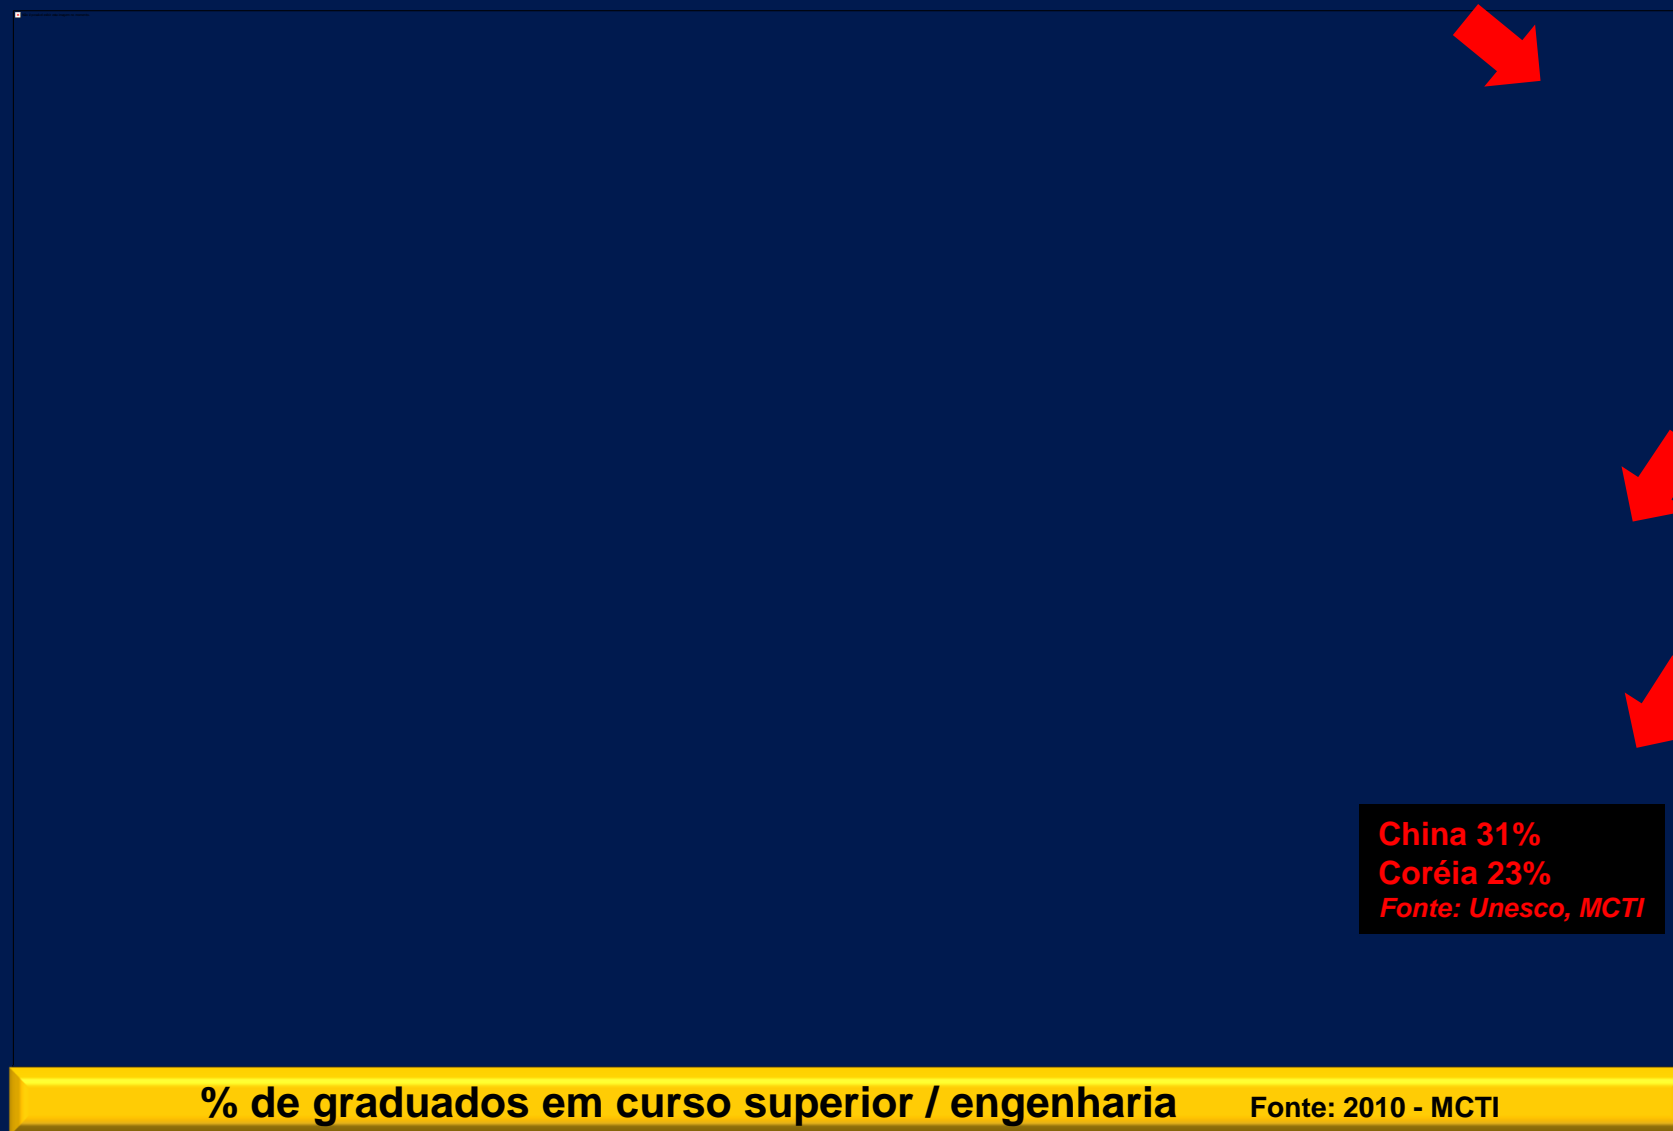 China 31%
Coréia 23%
Fonte: Unesco, MCTI
% de graduados em curso superior / engenharia Fonte: 2010 - MCTI